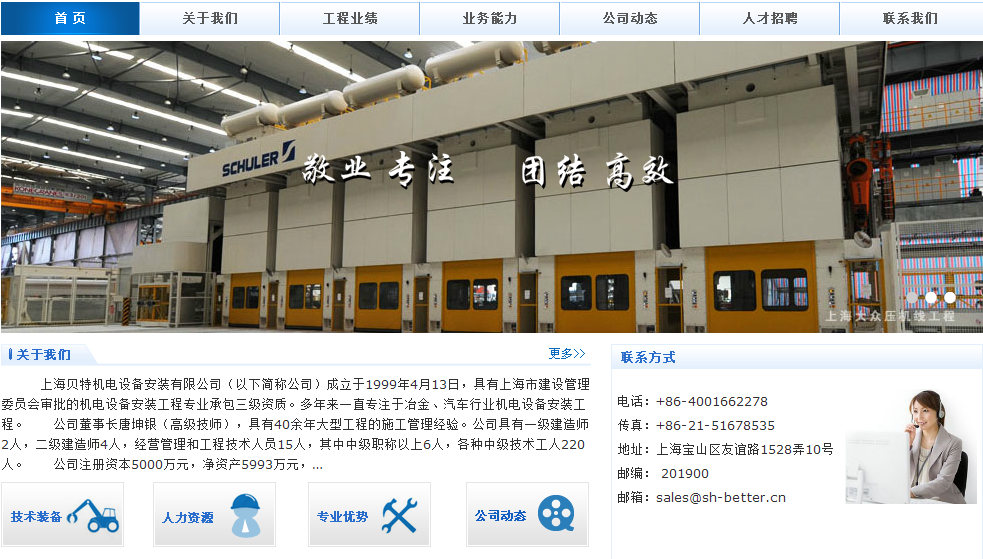 首 页
关于我们
工程业绩
业务能力
公司动态
人才招聘
联系我们
SCHULER
敬业 专注 团结 高效
KONECRANES
上海大众压机线工程
关于我们
更多>>
上海贝特机电设备安装有限公司（以下简称公司）成立于1999年4月13日，具有上海市建设管理
委员会审批的机电设备安装工程专业承包三级资质。多年来一直专注于冶金、汽车行业机电设备安装工
程。 公司董事长唐坤银（高级技师），具有40余年大型工程的施工管理经验。公司具有一级建造师
2人，二级建造师4人，经营管理和工程技术人员15人，其中中级职称以上6人，各种中级技术工人220
人。 公司注册资本5000万元，净资产5993万元，...
技术装备
人力资源
专业优势
公司动态
联系方式
电话：+86-4001662278
传真：+86-21-51678535
地址：上海宝山区友谊路1528弄10号
邮编： 201900
邮箱：sales@sh-better.cn